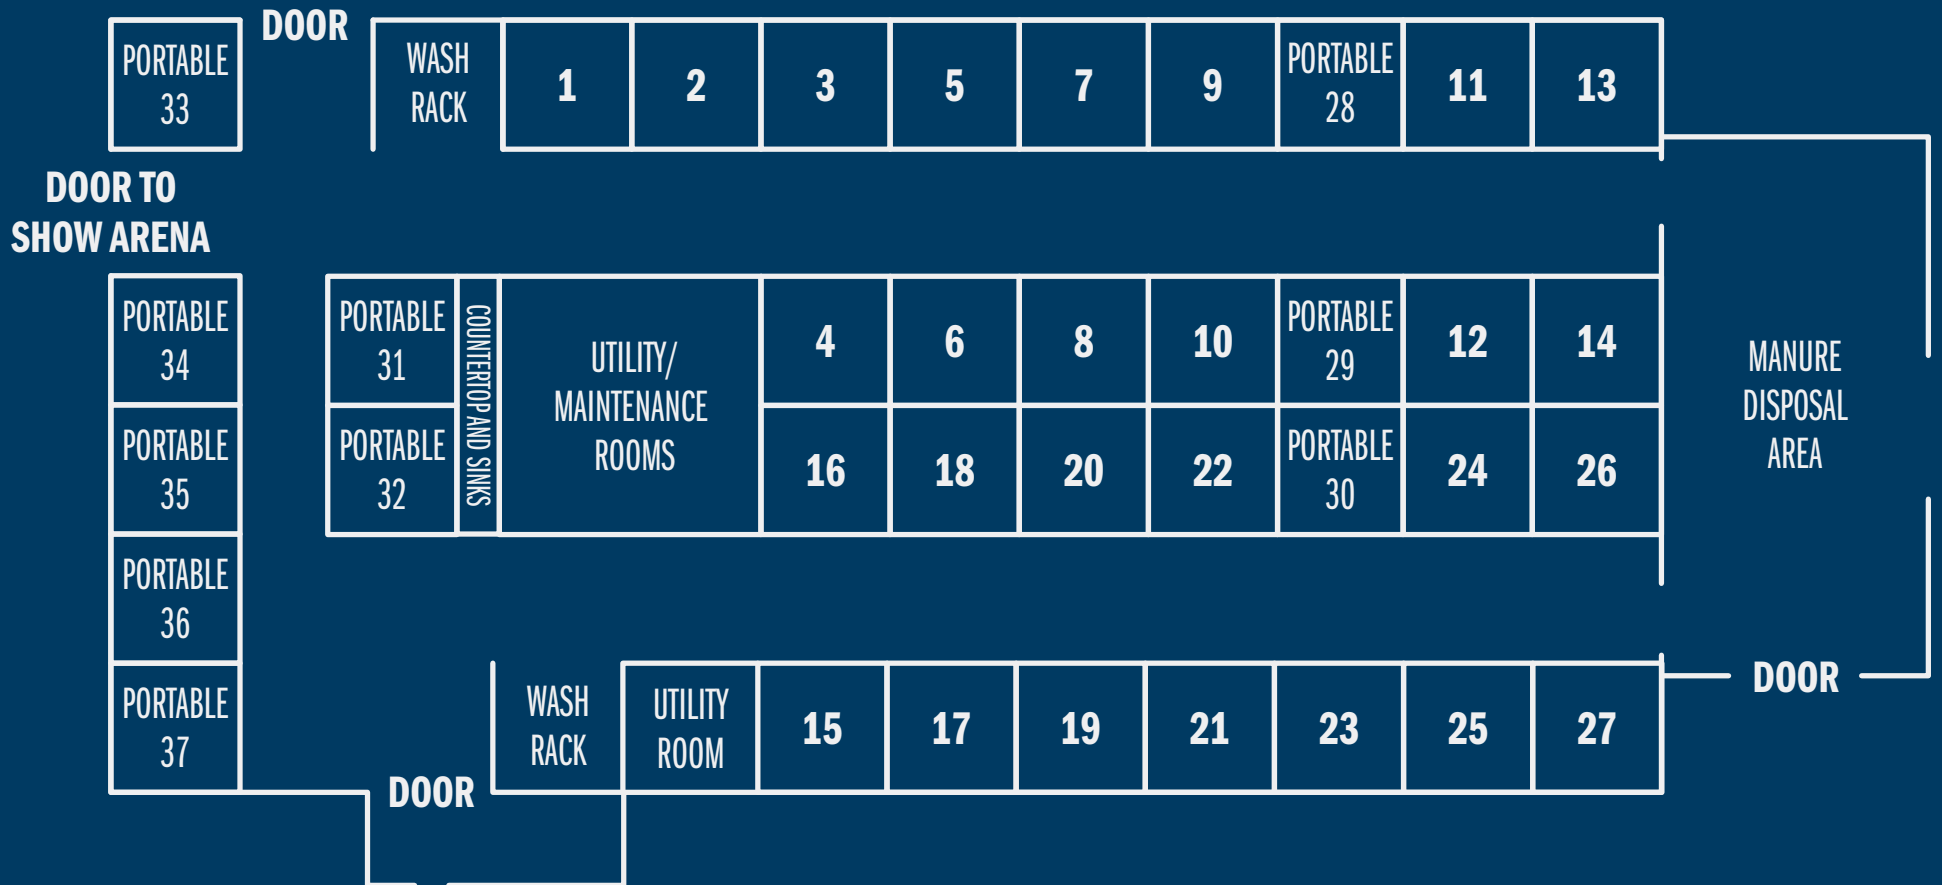 DOOR
PORTABLE
33
WASH
RACK
1
2
3
5
7
9
PORTABLE
28
11
13
DOOR TO
SHOW ARENA
PORTABLE
34
PORTABLE
31
COUNTERTOP AND SINKS
UTILITY/
MAINTENANCE
ROOMS
4
6
8
10
PORTABLE
29
12
14
MANURE
DISPOSAL
AREA
PORTABLE
35
PORTABLE
32
16
18
20
22
PORTABLE
30
24
26
PORTABLE
36
PORTABLE
37
DOOR
WASH
RACK
UTILITY
ROOM
15
17
19
21
23
25
27
DOOR